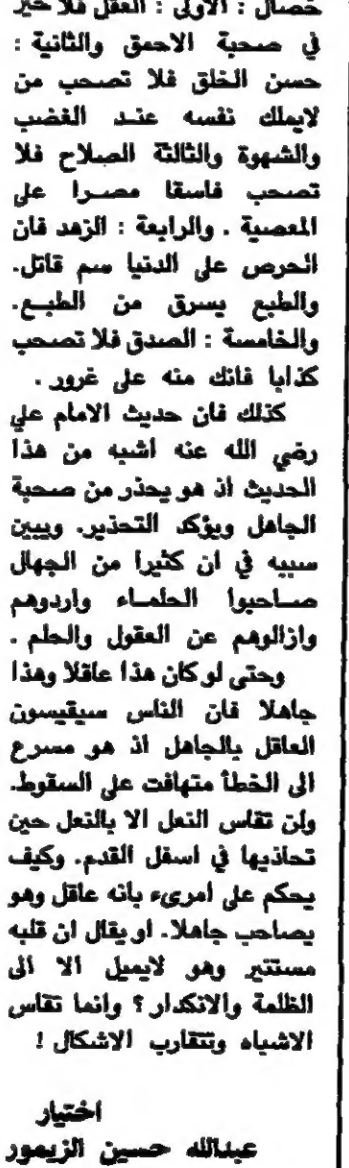 خصال : الأولى : العقل فلا خير
في صحبة الاحمق والثانية :
حسن الخلق فلا تصحب من
لايملك نفسه عند الغضب
والشهوة والثالثة الصلاح فلا
تصحب فاسقا مصرا على
المعصية . والرابعة : الزهد فان
الحرص على الدنيا سم قاتل.
والطبع يسرق من الطبع.
والخامسة : الصدق فلا تصحب
كذابا فانك منه على غرور .
كذلك فان حديث الامام علي
رضي الله عنه اشبه من هذا
الحديث اذ هو يحذر من صحبة
الجاهل ويؤكد التحذير. ويبين
سببه في ان كثيرا من الجهال
صاحبوا الحلماء واردوهم
وازالوهم عن العقول والحلم .
وحتى لو كان هذا عاقلا وهذا
جاهلا فان الناس سيقيسون
العاقل بالجاهل اذ هو مسرع
الى الخطأ متهافت على السقوط.
ولن تقاس النعل الا بالنعل حين
تحاذيها في اسفل القدم. وكيف
يحكم على امرىء بانه عاقل وهو
يصاحب جاهلا. او يقال ان قلبه
مستنير وهو لايميل الا الى
الظلمة والانكدار ؟ وانما تقاس
الاشياه وتتقارب الاشكال !
اختيار
عبدالله حسين الزيمور